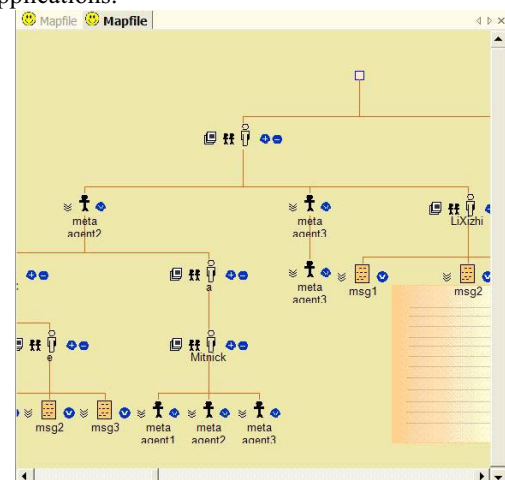 pplications.
Mapfile Mapfile
meta
agent2
meta
agent3
LiXizhi
a
meta
agent3
msg1
msg2
e
Mitnick
msg2
msg3
meta
agent1
meta
agent2
meta
agent3